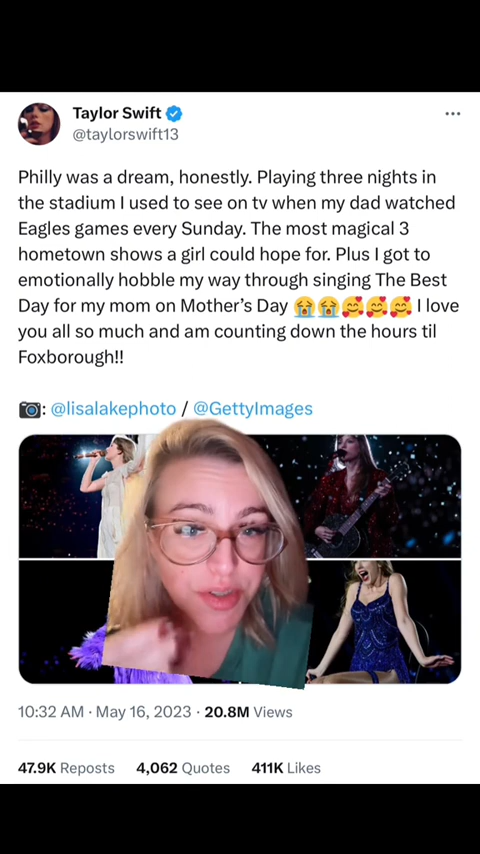 Taylor Swift
@taylorswift13
Philly was a dream, honestly. Playing three nights in
the stadium I used to see on tv when my dad watched
Eagles games every Sunday. The most magical 3
hometown shows a girl could hope for. Plus I got to
emotionally hobble my way through singing The Best
Day for my mom on Mother’s Day 😭😭🥰🥰🥰 I love
you all so much and am counting down the hours til
Foxborough!!
📷: @lisalakephoto / @GettyImages
10:32 AM · May 16, 2023 · 20.8M Views
47.9K Reposts 4,062 Quotes 411K Likes